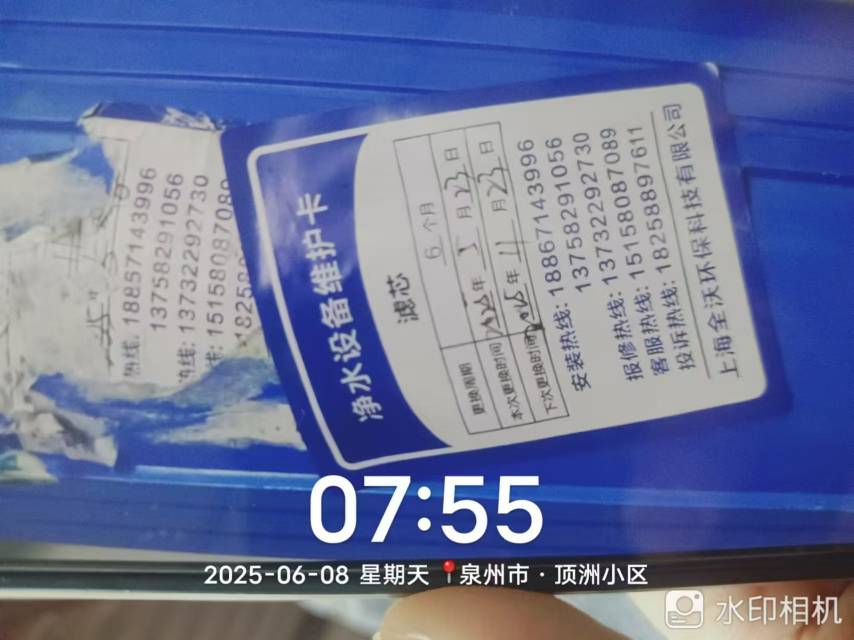 净水设备维护卡
滤芯
更换周期 6个月
本次更换时间 2025年5月23日
下次更换时间 2025年11月23日
安装热线: 18867143996
13758291056
13732292730
报修热线: 13732297089
客服热线: 15158087089
投诉热线: 18258897611
上海全沃环保科技有限公司
热线: 18857143996
13758291056
热线: 13732292730
1515808708
18258
07:55
2025-06-08 星期天 泉州市·顶洲小区
水印相机